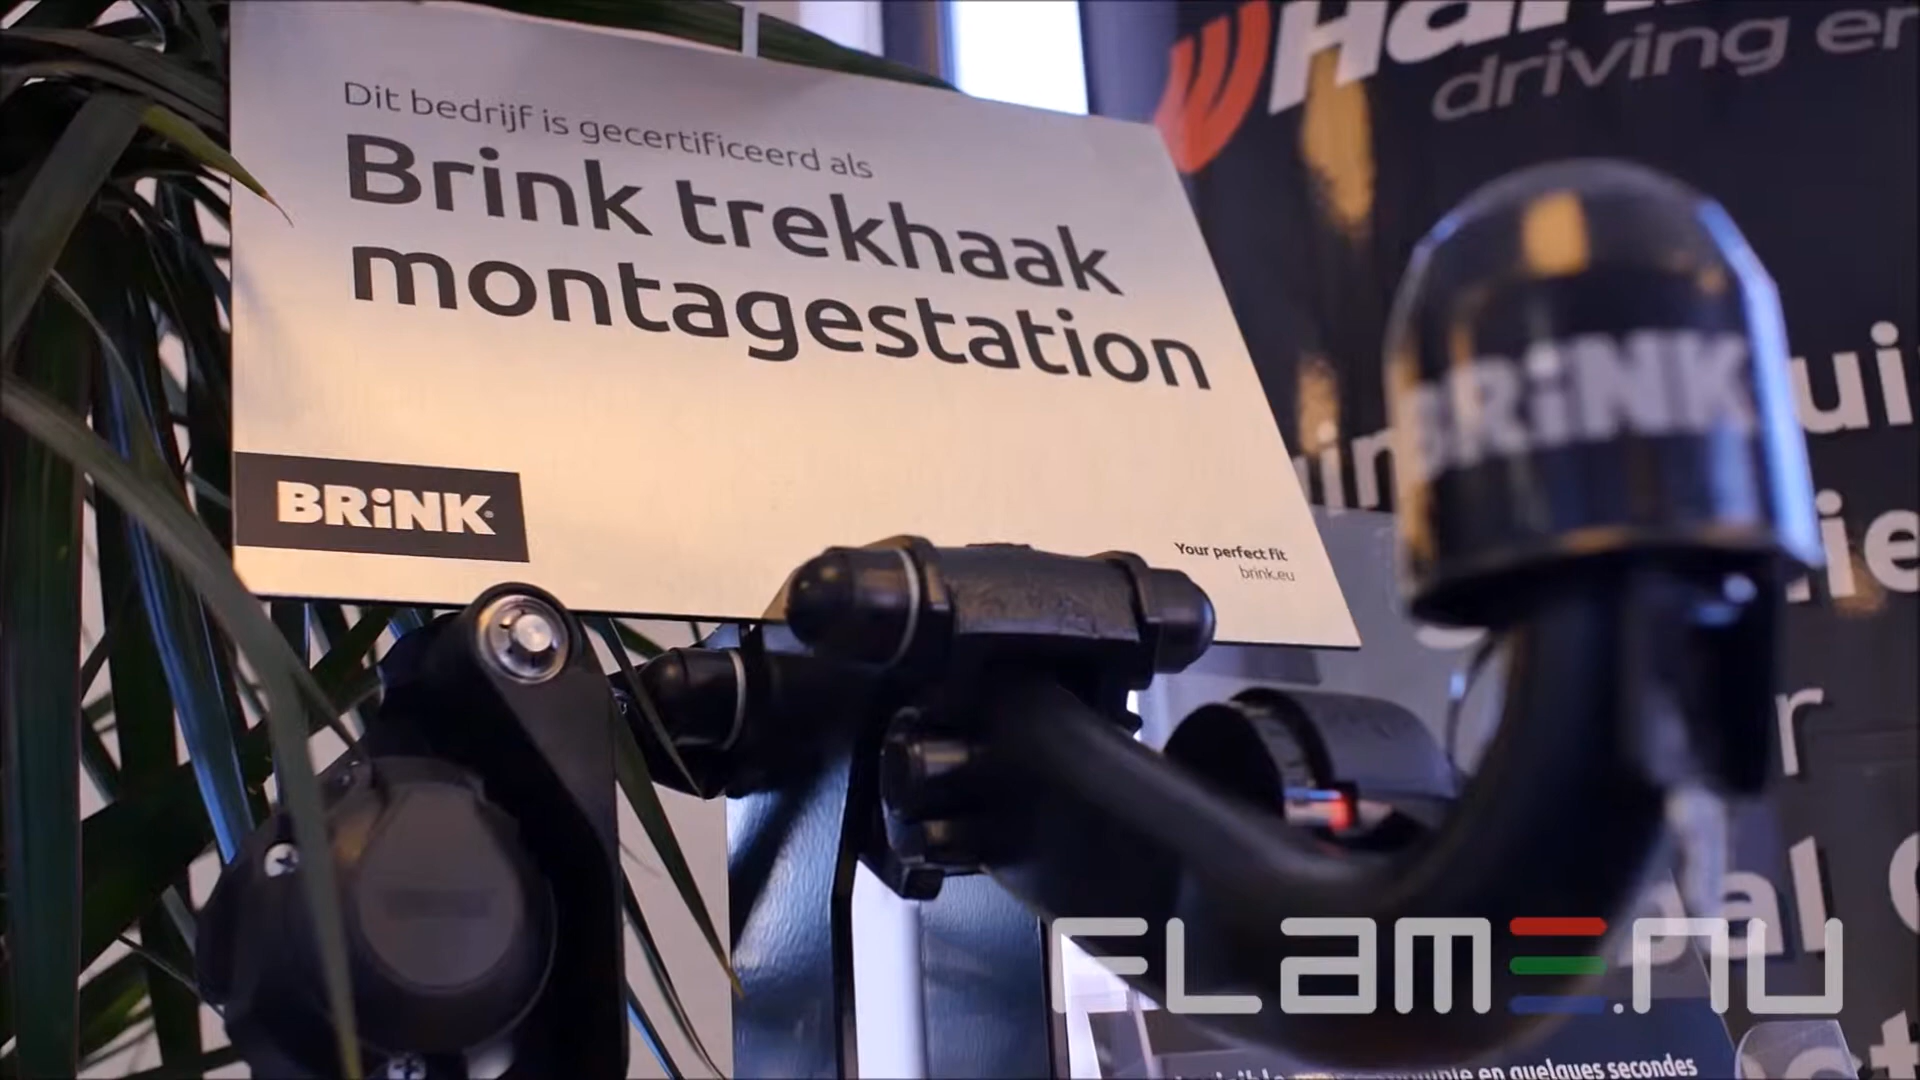 Dit bedrijf is gecertificeerd als
Brink trekhaak
montagestation
BRiNK®
Your perfect fit
brink.eu
driving
BRiNK
FLAME.NU
en quelques secondes